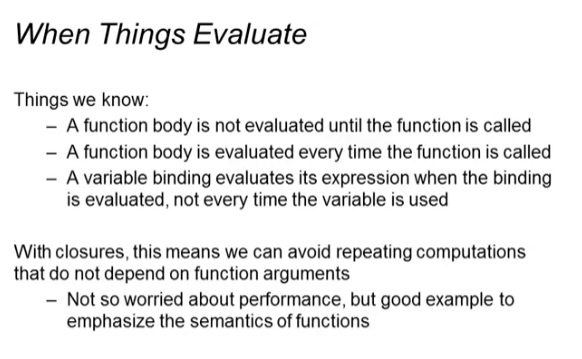 When Things Evaluate
Things we know:
– A function body is not evaluated until the function is called
– A function body is evaluated every time the function is called
– A variable binding evaluates its expression when the binding
is evaluated, not every time the variable is used
With closures, this means we can avoid repeating computations
that do not depend on function arguments
– Not so worried about performance, but good example to
emphasize the semantics of functions